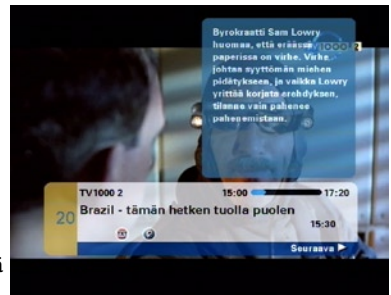 Byrokraatti Sam Lowry
huomaa, että eräässä
paperissa on virhe. Virhe
johtaa syyttömän miehen
pidätykseen, ja vaikka Lowry
yrittää korjata erehdyksen,
tilanne vain pahenee
pahenemistaan.
TV1000 2
TV1000 2 15:00 17:20
20 Brazil - tämän hetken tuolla puolen
15:30
Seuraava
ä